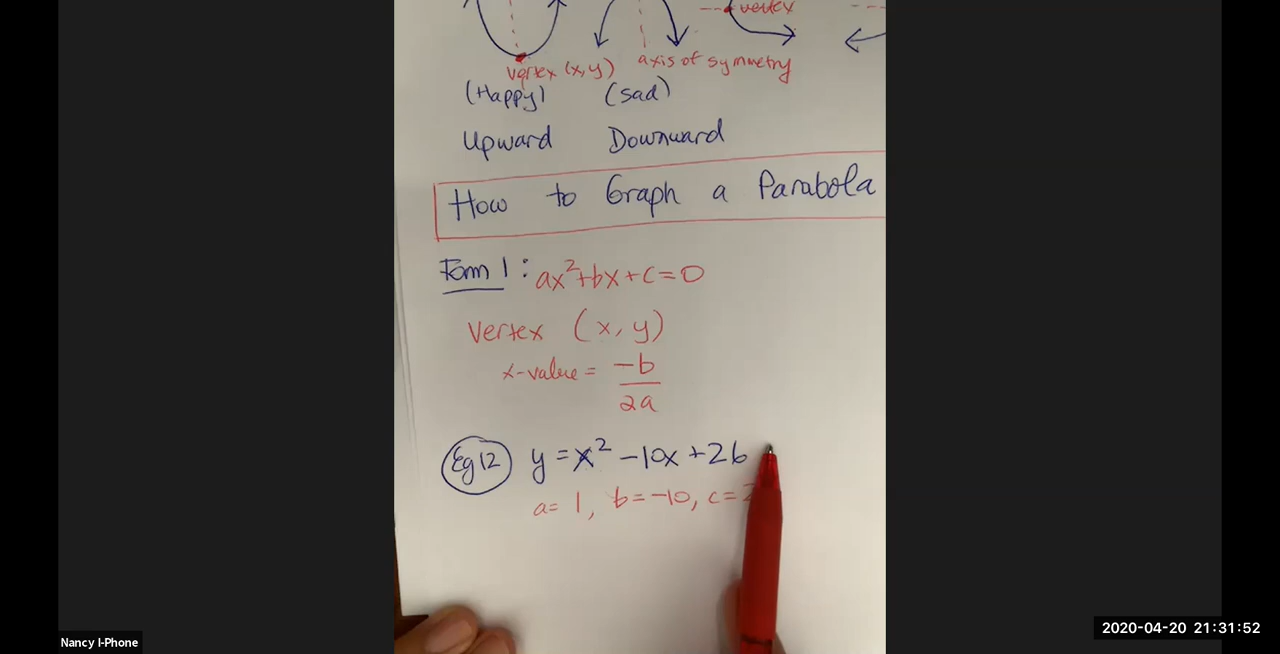 vertex
vertex (x,y) axis of symmetry
(Happy) (sad)
Upward Downward
How to Graph a Parabola
Form 1: ax²+bx+c=0
Vertex (x, y)
x-value = -b
2a
Eg 12 y = x² -10x +26
a= 1, b= -10, c=2
Nancy I-Phone
2020-04-20 21:31:52